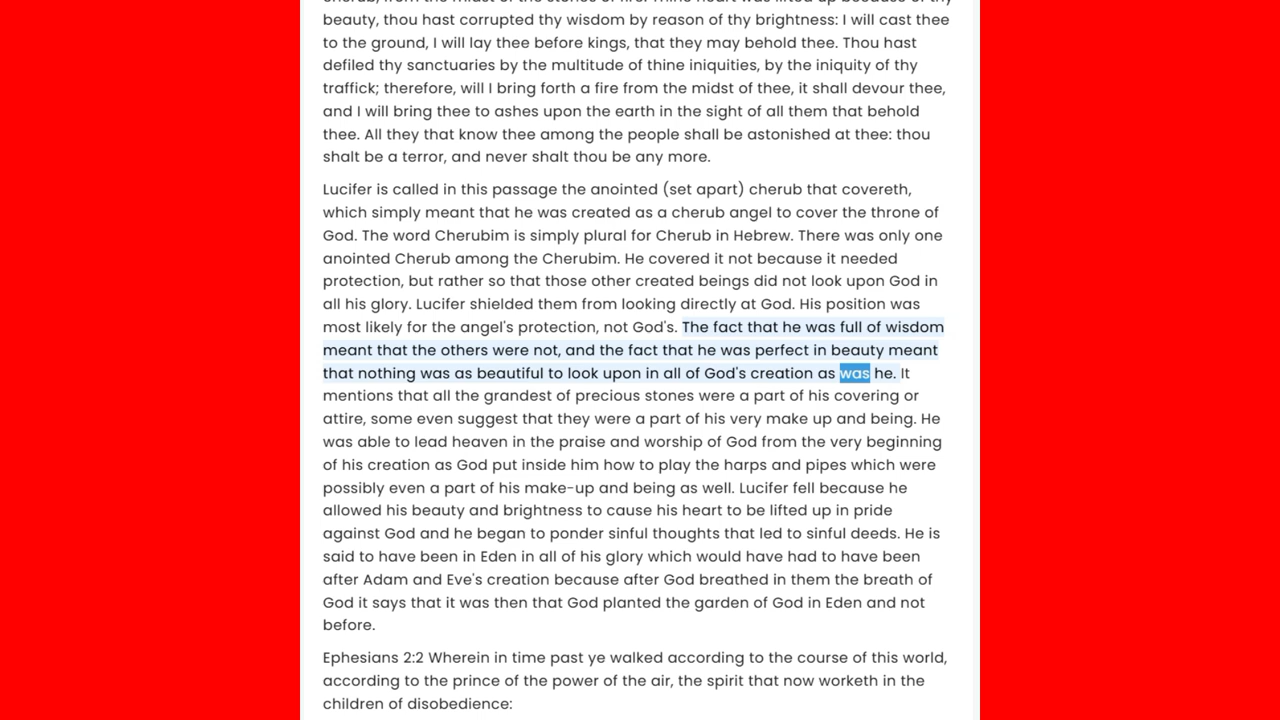 beauty, thou hast corrupted thy wisdom by reason of thy brightness: I will cast thee
to the ground, I will lay thee before kings, that they may behold thee. Thou hast
defiled thy sanctuaries by the multitude of thine iniquities, by the iniquity of thy
traffick; therefore, will I bring forth a fire from the midst of thee, it shall devour thee,
and I will bring thee to ashes upon the earth in the sight of all them that behold
thee. All they that know thee among the people shall be astonished at thee: thou
shalt be a terror, and never shalt thou be any more.
Lucifer is called in this passage the anointed (set apart) cherub that covereth,
which simply meant that he was created as a cherub angel to cover the throne of
God. The word Cherubim is simply plural for Cherub in Hebrew. There was only one
anointed Cherub among the Cherubim. He covered it not because it needed
protection, but rather so that those other created beings did not look upon God in
all his glory. Lucifer shielded them from looking directly at God. His position was
most likely for the angel's protection, not God's. The fact that he was full of wisdom
meant that the others were not, and the fact that he was perfect in beauty meant
that nothing was as beautiful to look upon in all of God's creation as was he. It
mentions that all the grandest of precious stones were a part of his covering or
attire, some even suggest that they were a part of his very make up and being. He
was able to lead heaven in the praise and worship of God from the very beginning
of his creation as God put inside him how to play the harps and pipes which were
possibly even a part of his make-up and being as well. Lucifer fell because he
allowed his beauty and brightness to cause his heart to be lifted up in pride
against God and he began to ponder sinful thoughts that led to sinful deeds. He is
said to have been in Eden in all of his glory which would have had to have been
after Adam and Eve's creation because after God breathed in them the breath of
God it says that it was then that God planted the garden of God in Eden and not
before.
Ephesians 2:2 Wherein in time past ye walked according to the course of this world,
according to the prince of the power of the air, the spirit that now worketh in the
children of disobedience: